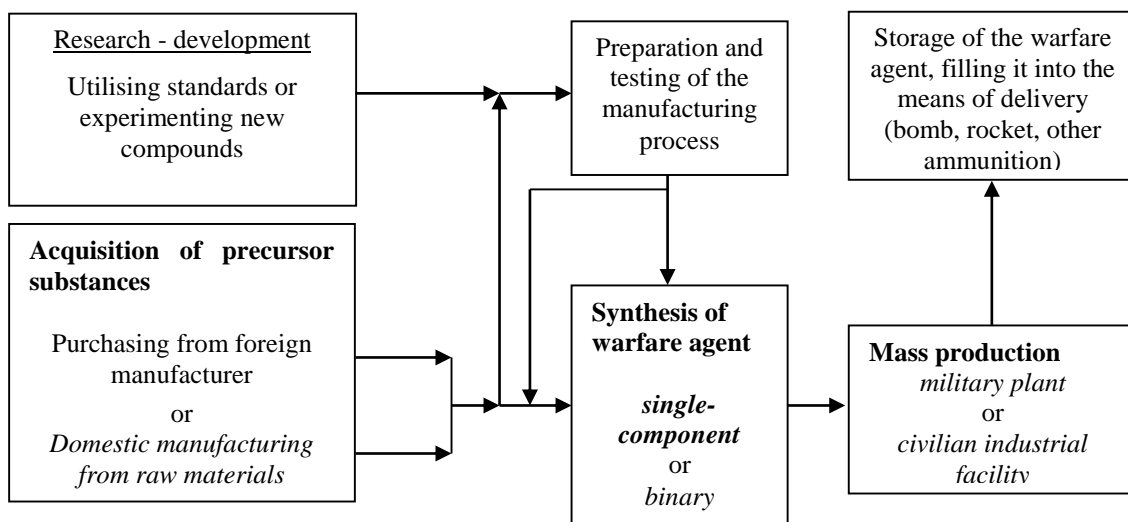 Research - development
Utilising standards or
experimenting new
compounds
Preparation and
testing of the
manufacturing
process
Storage of the warfare
agent, filling it into the
means of delivery
(bomb, rocket, other
ammunition)
Acquisition of precursor
substances
Purchasing from foreign
manufacturer
or
Domestic manufacturing
from raw materials
Synthesis of
warfare agent
single-
component
or
binary
Mass production
military plant
or
civilian industrial
facility